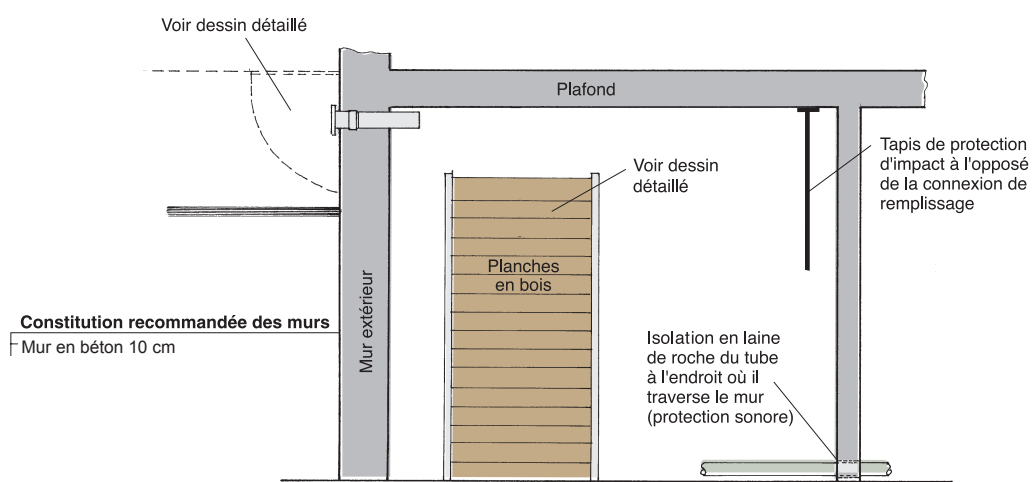 Voir dessin détaillé
Plafond
Tapis de protection
d'impact à l'opposé
de la connexion de
remplissage
Voir dessin
détaillé
Planches
en bois
Mur extérieur
Constitution recommandée des murs
Mur en béton 10 cm
Isolation en laine
de roche du tube
à l'endroit où il
traverse le mur
(protection sonore)